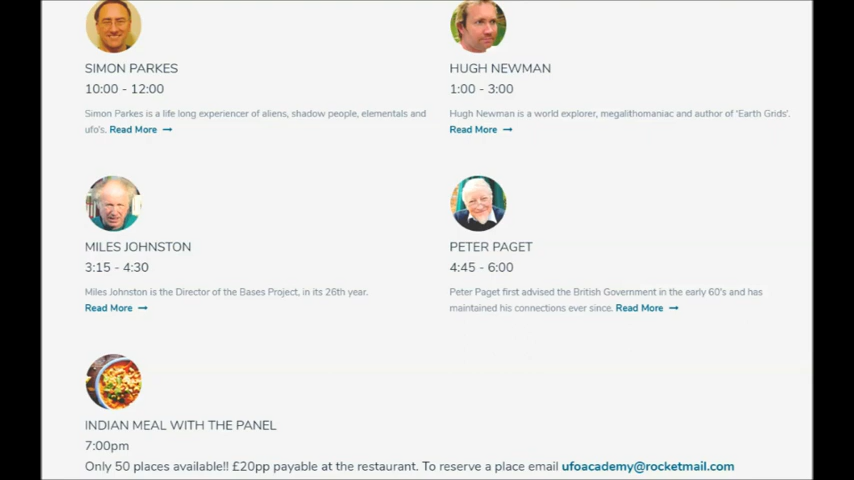 SIMON PARKES
10:00 - 12:00
Simon Parkes is a life long experiencer of aliens, shadow people, elementals and
ufo's. Read More →
HUGH NEWMAN
1:00 - 3:00
Hugh Newman is a world explorer, megalithomaniac and author of 'Earth Grids'.
Read More →
MILES JOHNSTON
3:15 - 4:30
Miles Johnston is the Director of the Bases Project, in its 26th year.
Read More →
PETER PAGET
4:45 - 6:00
Peter Paget first advised the British Government in the early 60's and has
maintained his connections ever since. Read More →
INDIAN MEAL WITH THE PANEL
7:00pm
Only 50 places available!! £20pp payable at the restaurant. To reserve a place email ufoacademy@rocketmail.com